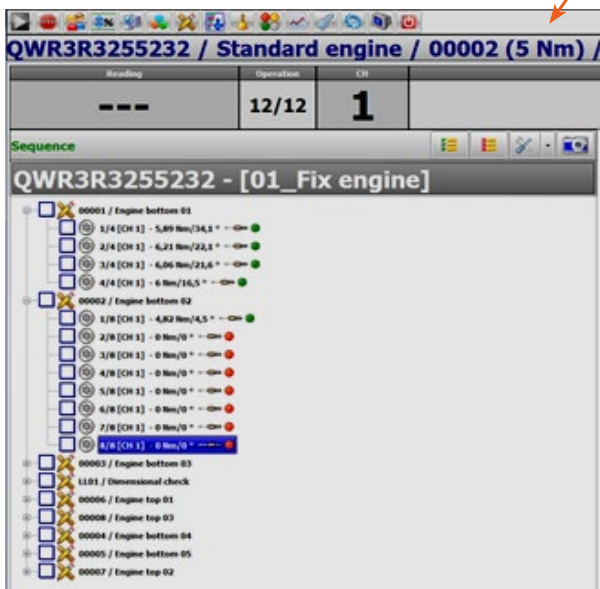 QWR3R3255232 / Standard engine / 00002 (5 Nm) /
Reading Operation CH
--- 12/12 1
Sequence
QWR3R3255232 - [01_Fix engine]
00001 / Engine bottom 01
1/4 [CH 1] - 5,89 Nm/34,1 °
2/4 [CH 1] - 6,21 Nm/22,1 °
3/4 [CH 1] - 6,06 Nm/21,6 °
4/4 [CH 1] - 6 Nm/16,5 °
00002 / Engine bottom 02
1/8 [CH 1] - 4,82 Nm/4,5 °
2/8 [CH 1] - 0 Nm/0 °
3/8 [CH 1] - 0 Nm/0 °
4/8 [CH 1] - 0 Nm/0 °
5/8 [CH 1] - 0 Nm/0 °
6/8 [CH 1] - 0 Nm/0 °
7/8 [CH 1] - 0 Nm/0 °
8/8 [CH 1] - 0 Nm/0 °
00003 / Engine bottom 03
LL01 / Dimensional check
00006 / Engine top 01
00008 / Engine top 03
00004 / Engine bottom 04
00005 / Engine bottom 05
00007 / Engine top 02